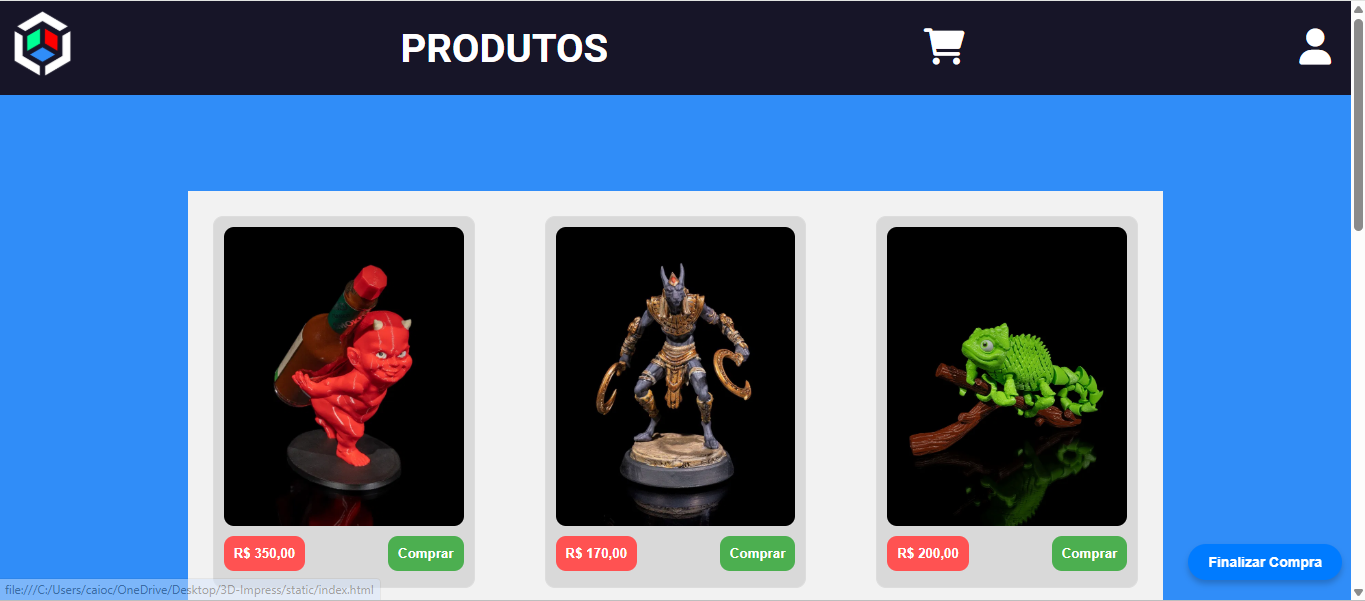 PRODUTOS
R$ 350,00
Comprar
R$ 170,00
Comprar
R$ 200,00
Comprar
Finalizar Compra
file:///C:/Users/caioc/OneDrive/Desktop/3D-Impress/static/index.html